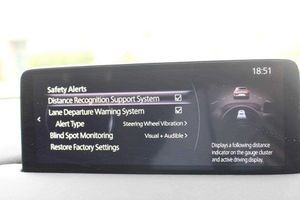 18:51
Safety Alerts
Distance Recognition Support System
Lane Departure Warning System
Alert Type Steering Wheel Vibration >
Blind Spot Monitoring Visual + Audible >
Restore Factory Settings
Displays a following distance
indicator on the gauge cluster
and active driving display.